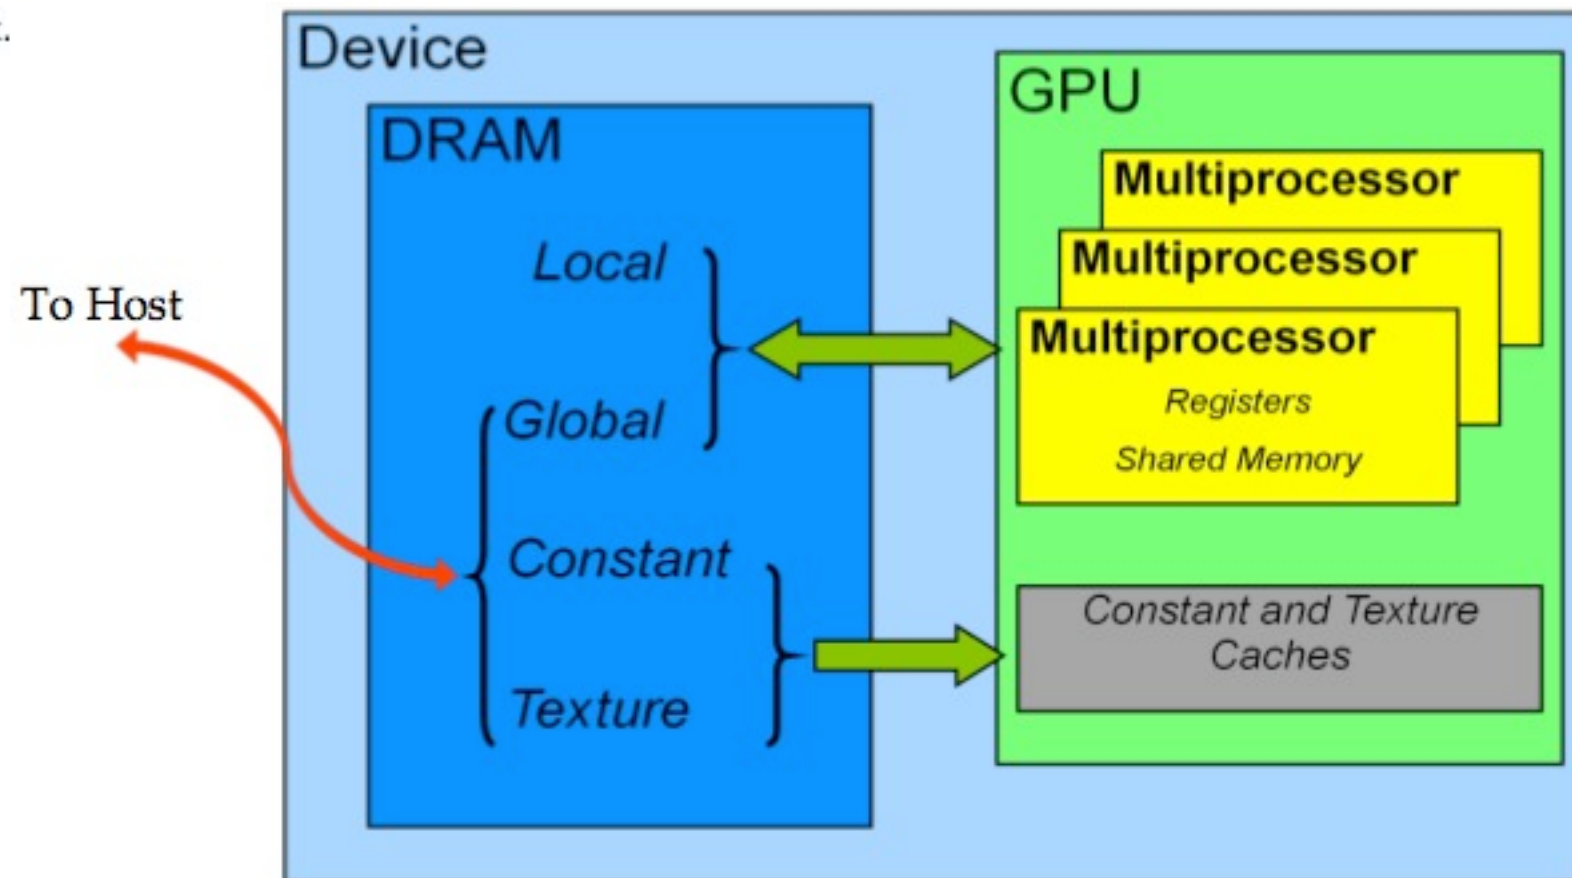 Device
GPU
DRAM
Multiprocessor
Multiprocessor
Local
To Host
Multiprocessor
Registers
Global
Shared Memory
Constant
Constant and Texture
Caches
Texture